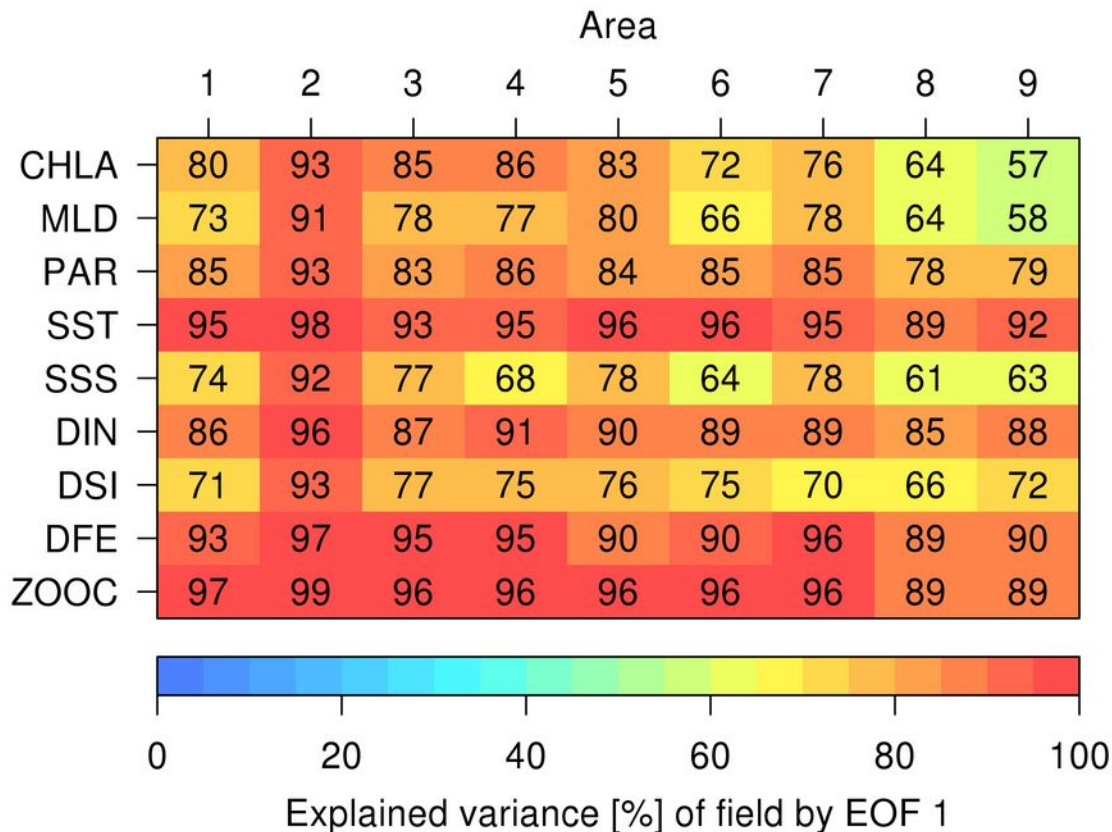 Area
1 2 3 4 5 6 7 8 9
CHLA 80 93 85 86 83 72 76 64 57
MLD 73 91 78 77 80 66 78 64 58
PAR 85 93 83 86 84 85 85 78 79
SST 95 98 93 95 96 96 95 89 92
SSS 74 92 77 68 78 64 78 61 63
DIN 86 96 87 91 90 89 89 85 88
DSI 71 93 77 75 76 75 70 66 72
DFE 93 97 95 95 90 90 96 89 90
ZOOC 97 99 96 96 96 96 96 89 89
0 20 40 60 80 100
Explained variance [%] of field by EOF 1